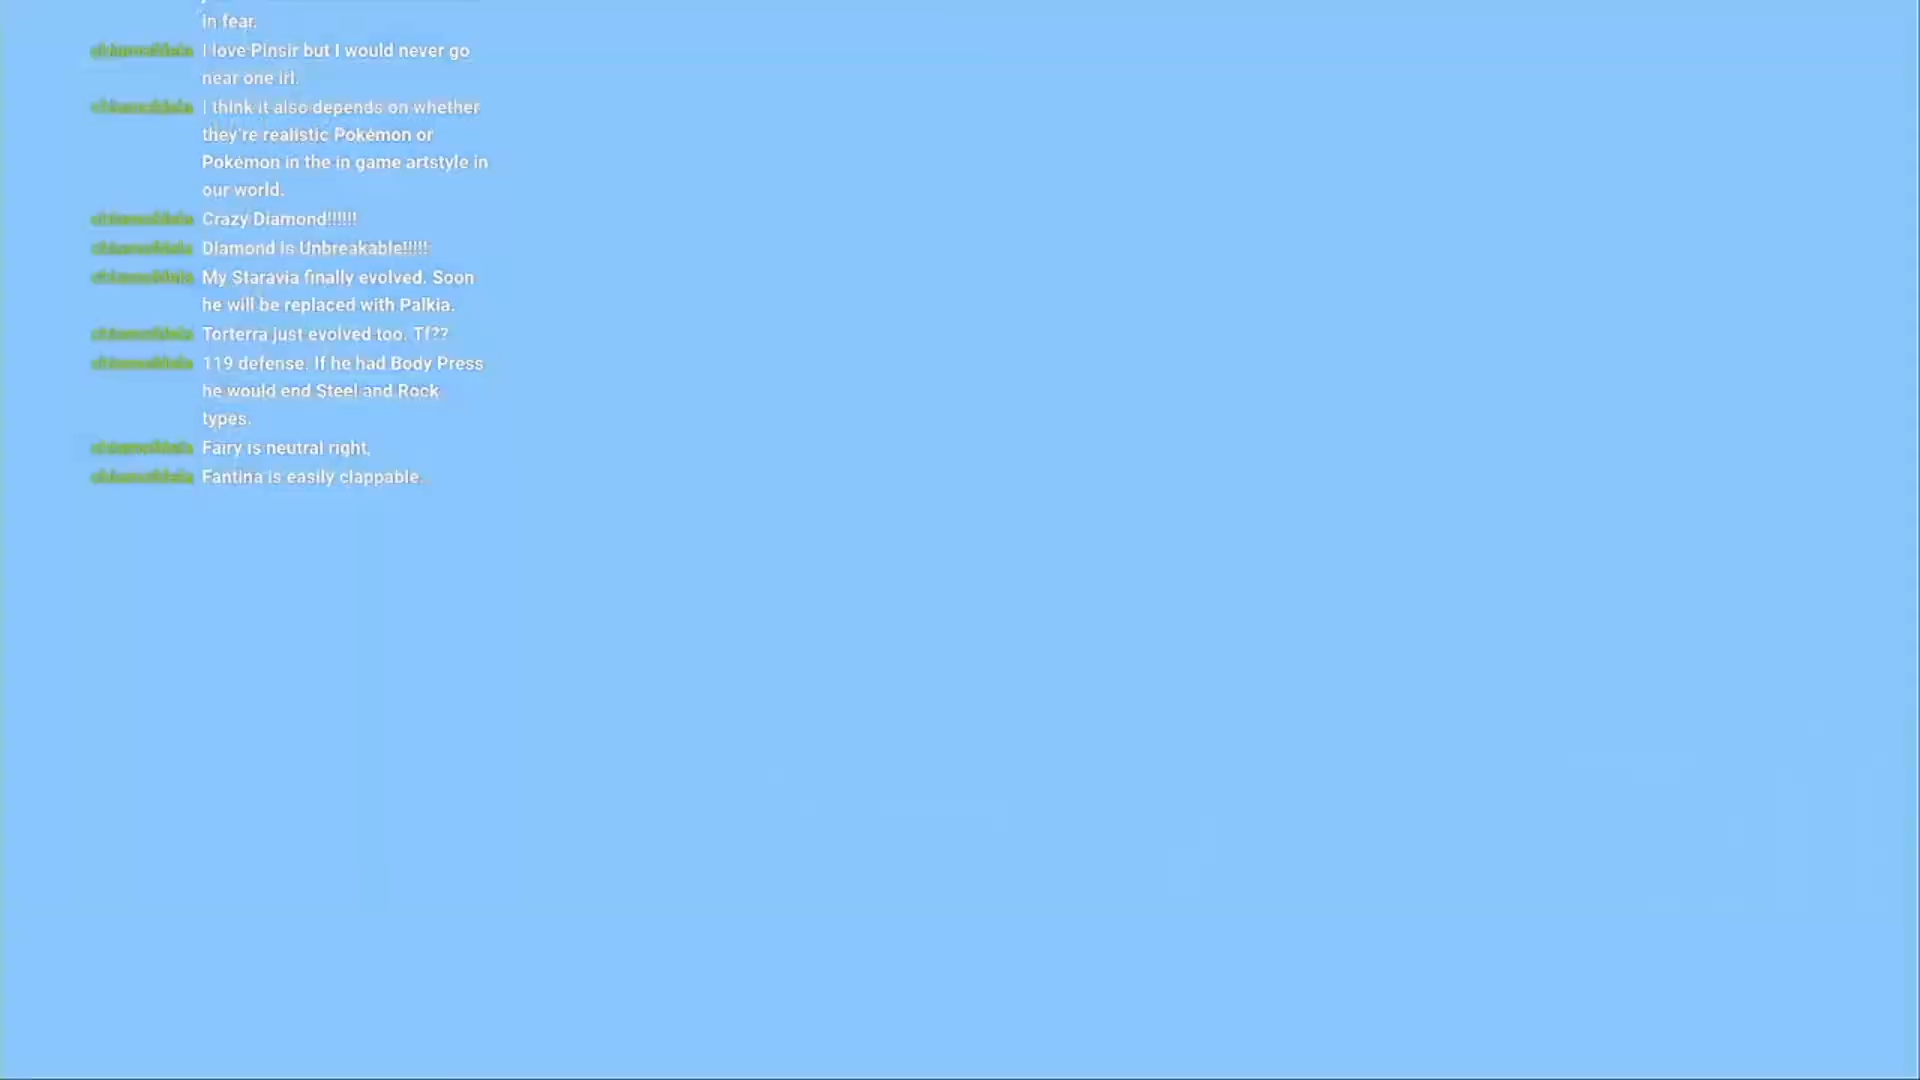 in fear.
I love Pinsir but I would never go
near one irl.
I think it also depends on whether
they're realistic Pokémon or
Pokémon in the in game artstyle in
our world.
Crazy Diamond!!!!!!
Diamond is Unbreakable!!!!!
My Staravia finally evolved. Soon
he will be replaced with Palkia.
Torterra just evolved too. Tf??
119 defense. If he had Body Press
he would end Steel and Rock
types.
Fairy is neutral right,
Fantina is easily clappable.